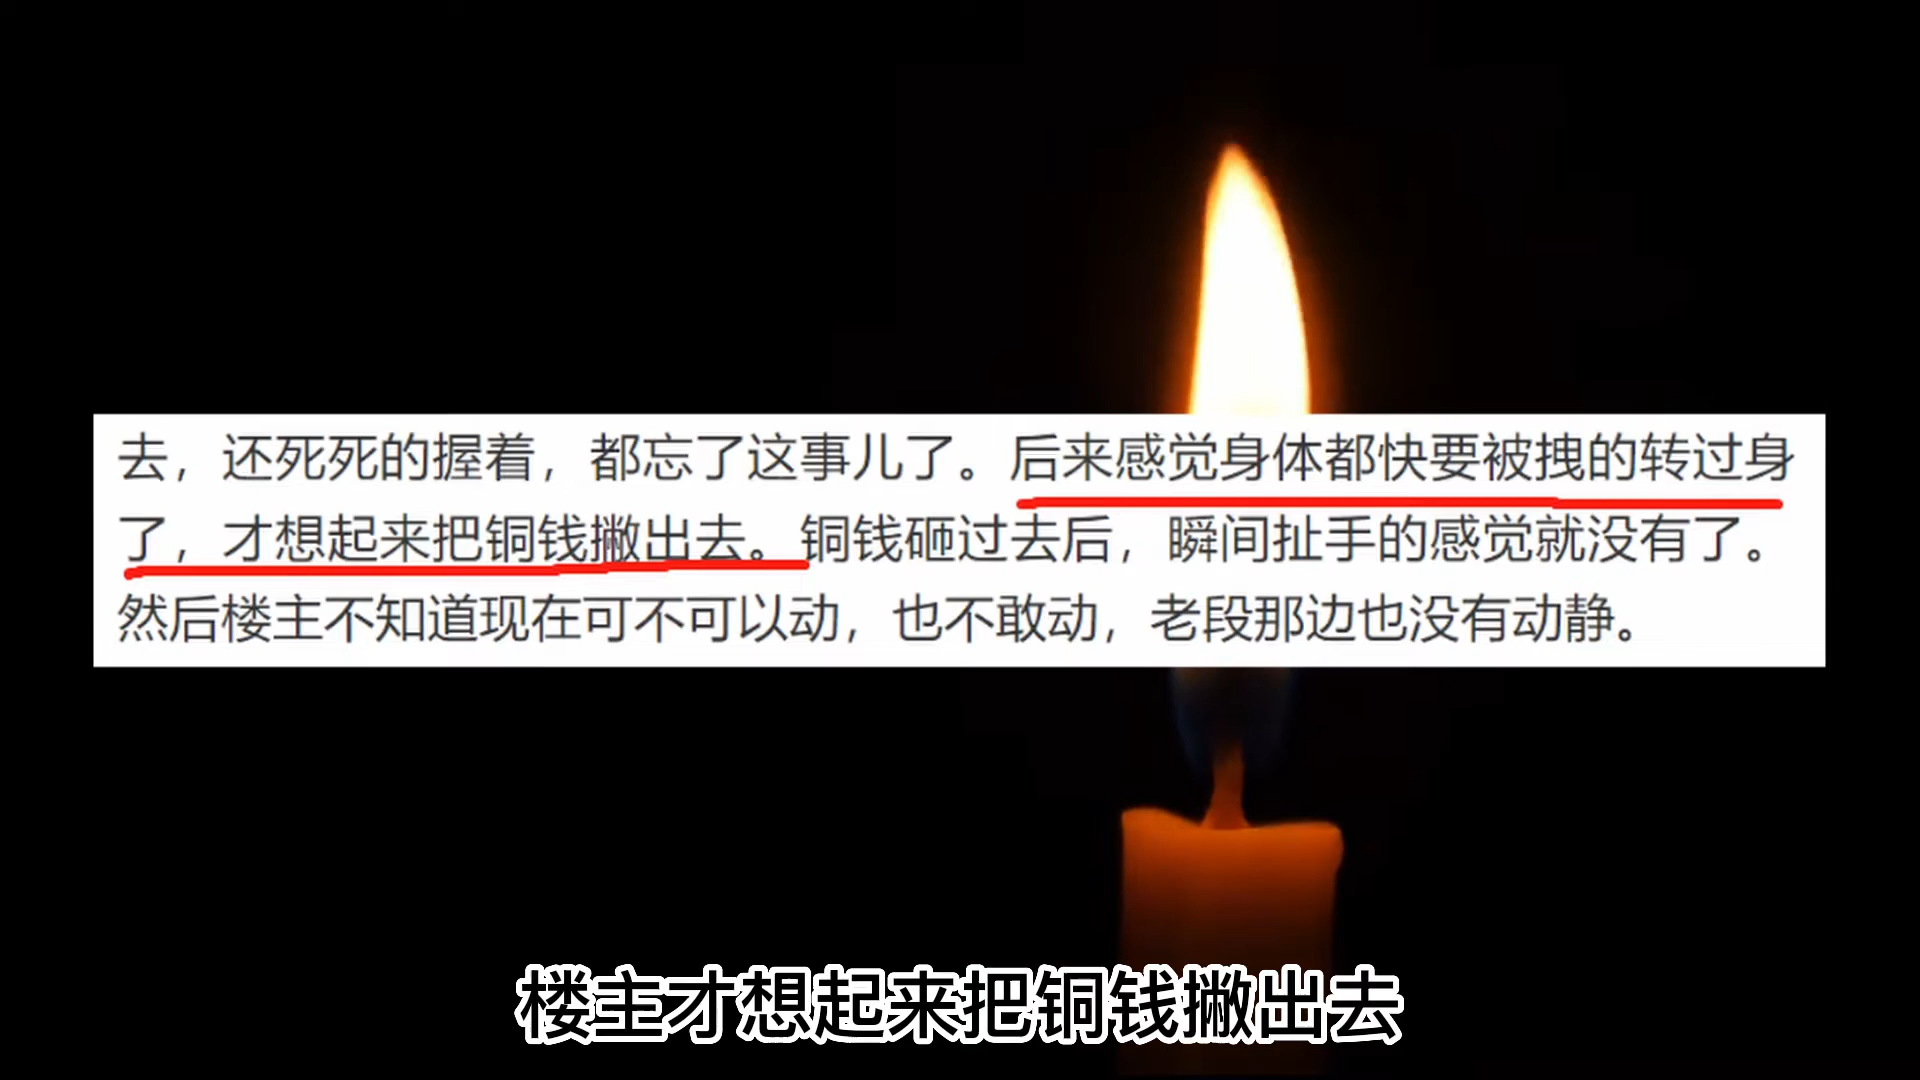 去，还死死的握着，都忘了这事儿了。后来感觉身体都快要被拽的转过身
了，才想起来把铜钱撇出去。铜钱砸过去后，瞬间扯手的感觉就没有了。
然后楼主不知道现在可不可以动，也不敢动，老段那边也没有动静。
楼主才想起来把铜钱撇出去